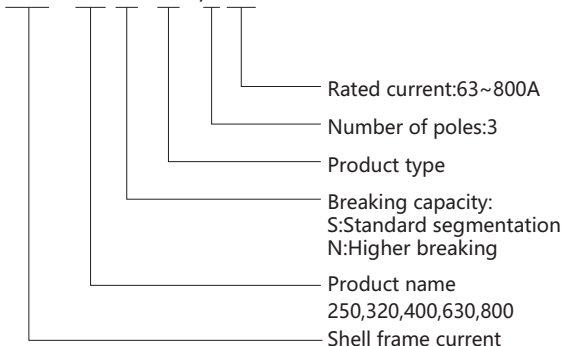 Rated current:63~800A
Number of poles:3
Product type
Breaking capacity:
S:Standard segmentation
N:Higher breaking
Product name
250,320,400,630,800
Shell frame current